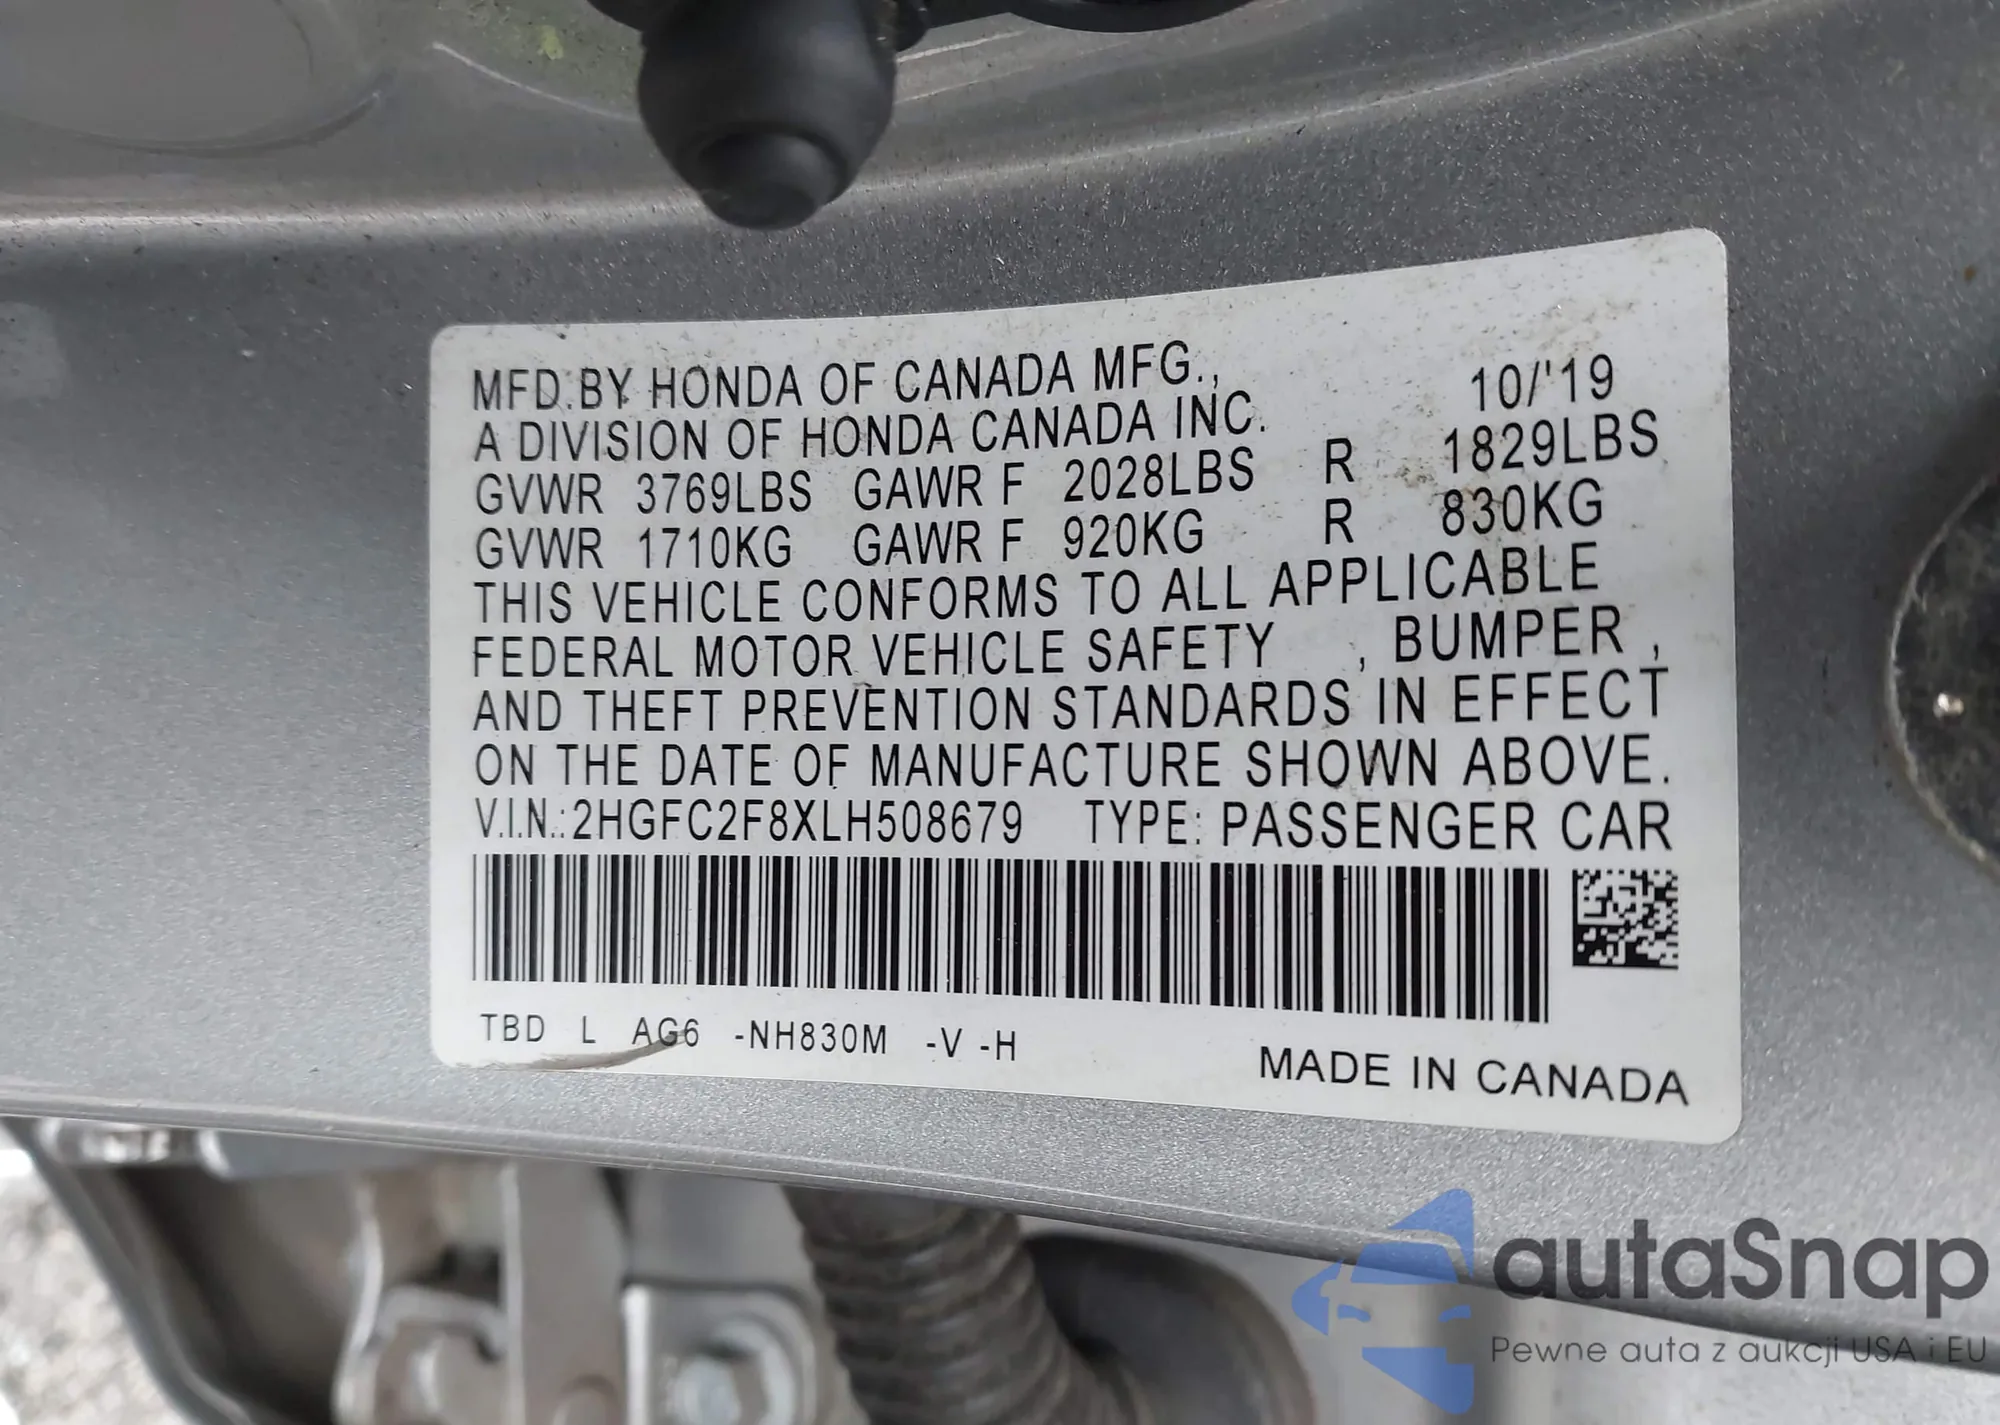 MFD.BY HONDA OF CANADA MFG., 10/'19
A DIVISION OF HONDA CANADA INC.
GVWR 3769LBS GAWR F 2028LBS R 1829LBS
GVWR 1710KG GAWR F 920KG R 830KG
THIS VEHICLE CONFORMS TO ALL APPLICABLE
FEDERAL MOTOR VEHICLE SAFETY , BUMPER ,
AND THEFT PREVENTION STANDARDS IN EFFECT
ON THE DATE OF MANUFACTURE SHOWN ABOVE.
V.I.N.:2HGFC2F8XLH508679 TYPE: PASSENGER CAR
TBD L AG6 -NH830M -V -H
MADE IN CANADA
autaSnap
Pewne auta z aukcji USA i EU